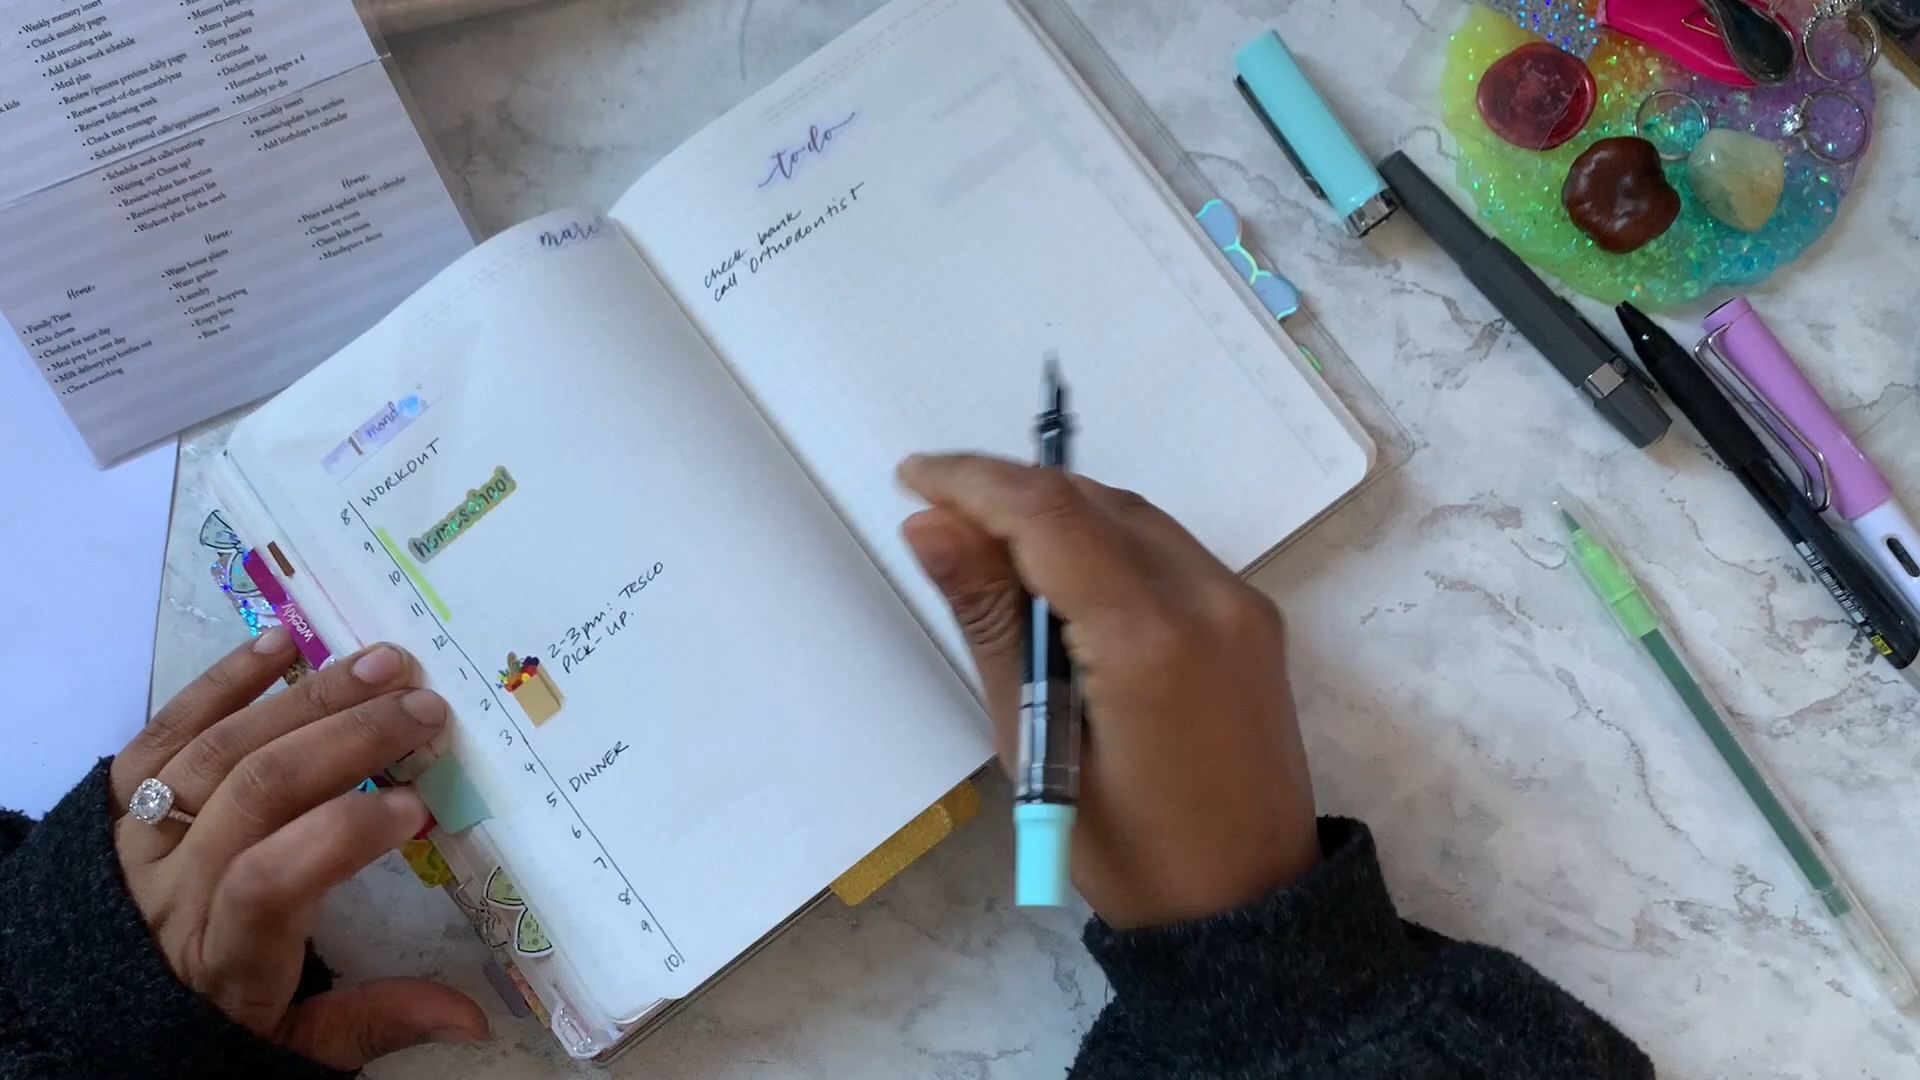 • Weekly memory insert
• Check monthly pages
• Add reoccuring tasks
• Add Kola's work schedule
• Meal plan
• Review /process previous daily pages
• Review word-of-the-month/year
• Review following week
• Check text messages
• Schedule personal calls/appointments
• Schedule work calls/meetings
• Waiting on/ Chase up?
• Review/update lists section
• Review/update project list
• Workout plan for the week
Home
• Water house plants
• Water garden
• Laundry
• Grocery shopping
• Empty bins
• Bins out
• Menu planning
• Sleep tracker
• Gratitude
• Declutter list
• Homeschool pages x 4
• Monthly to-do
• 1st weekly insert
• Review/update lists section
• Add birthdays to calendar
Home
• Print and update fridge calendar
• Clean any room
• Clean kids room
• Mantlepiece decor
kids
Home
• Family Time
• Kids chores
• Clothes for next day
• Meal prep for next day
• Milk delivery/put bottles out
• Clean something
weekly
1
8 WORKOUT
9 homeschool
10
11
12
1
2 2-3pm: TESCO
PICK-UP.
3
4
5 DINNER
6
7
8
9
10
to do
check bank
call Orthodontist